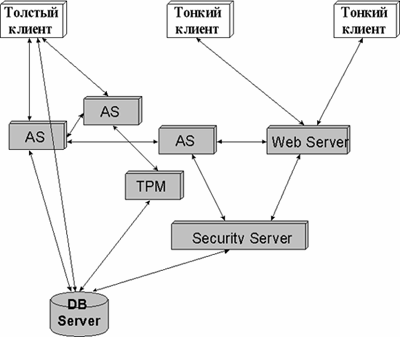 Толстый
клиент
Тонкий
клиент
Тонкий
клиент
AS
AS
AS
Web Server
TPM
Security Server
DB
Server